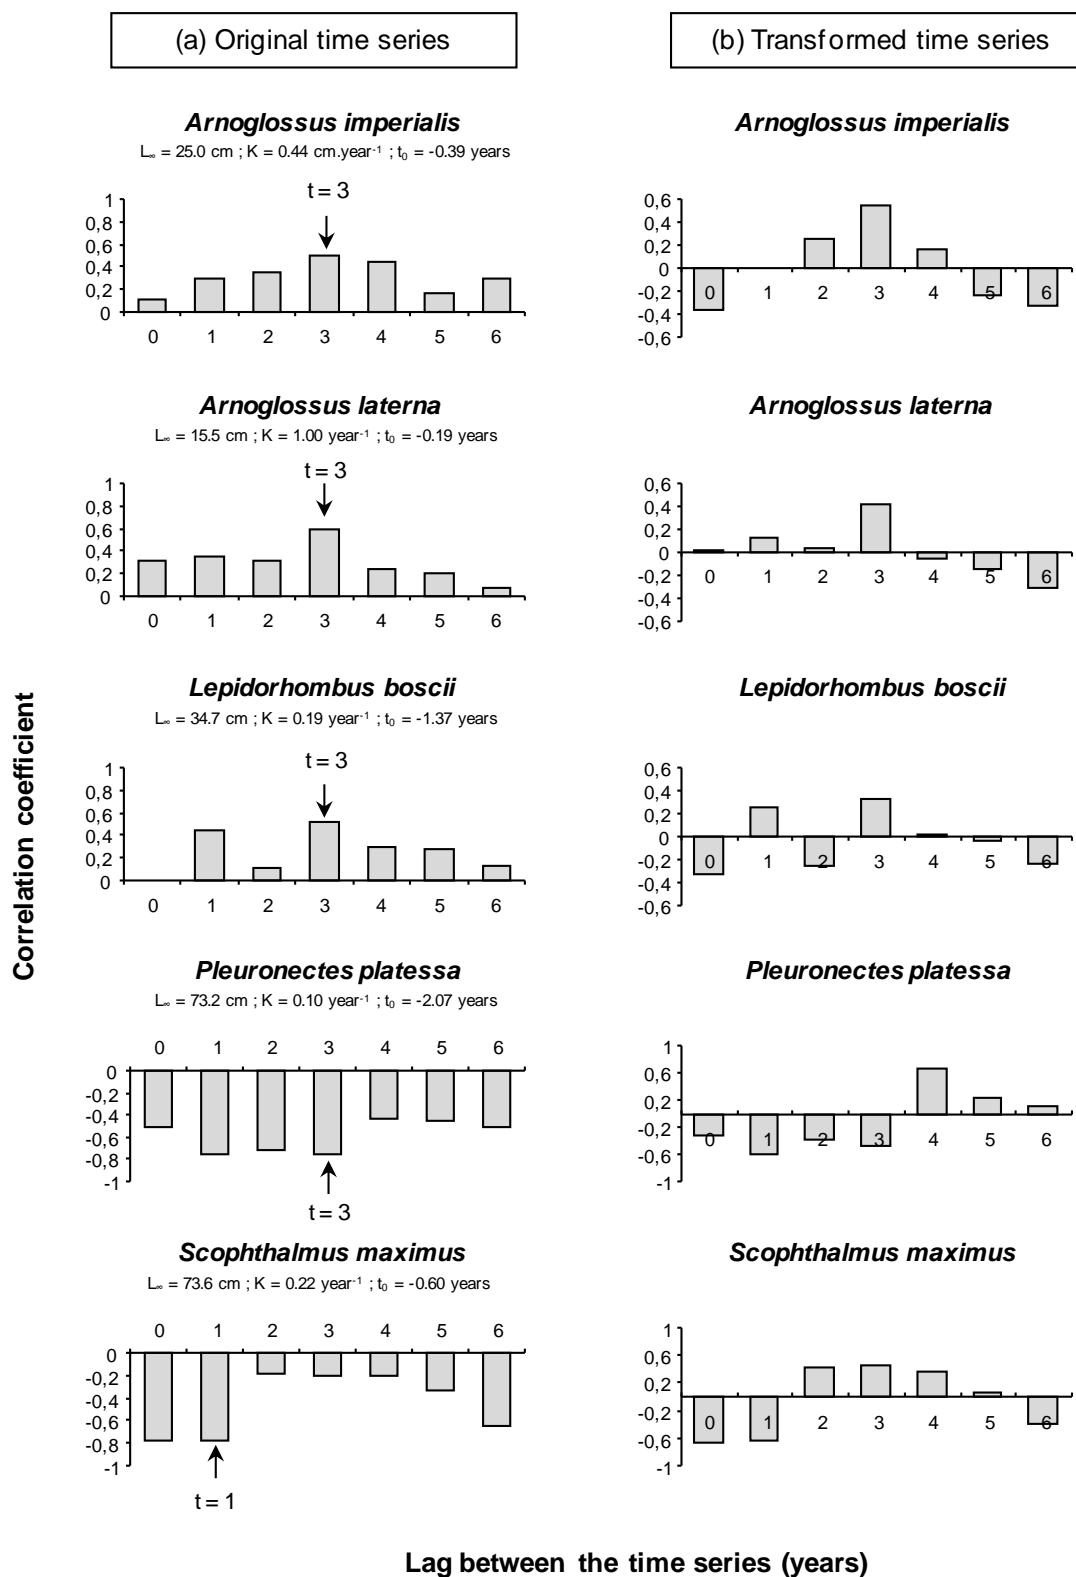 (a) Original time series
(b) Transformed time series
Arnoglossus imperialis
L∞ = 25.0 cm ; K = 0.44 cm.year⁻¹ ; t₀ = -0.39 years
t = 3
1
0,8
0,6
0,4
0,2
0
0 1 2 3 4 5 6
Arnoglossus imperialis
0,6
0,4
0,2
0
-0,2
-0,4
-0,6
0 1 2 3 4 5 6
Arnoglossus laterna
L∞ = 15.5 cm ; K = 1.00 year⁻¹ ; t₀ = -0.19 years
t = 3
1
0,8
0,6
0,4
0,2
0
0 1 2 3 4 5 6
Arnoglossus laterna
0,6
0,4
0,2
0
-0,2
-0,4
-0,6
0 1 2 3 4 5 6
Lepidorhombus boscii
L∞ = 34.7 cm ; K = 0.19 year⁻¹ ; t₀ = -1.37 years
t = 3
1
0,8
0,6
0,4
0,2
0
0 1 2 3 4 5 6
Lepidorhombus boscii
0,6
0,4
0,2
0
-0,2
-0,4
-0,6
0 1 2 3 4 5 6
Correlation coefficient
Pleuronectes platessa
L∞ = 73.2 cm ; K = 0.10 year⁻¹ ; t₀ = -2.07 years
0 1 2 3 4 5 6
0
-0,2
-0,4
-0,6
-0,8
-1
t = 3
Pleuronectes platessa
1
0,6
0,2
-0,2
-0,6
-1
0 1 2 3 4 5 6
Scophthalmus maximus
L∞ = 73.6 cm ; K = 0.22 year⁻¹ ; t₀ = -0.60 years
0 1 2 3 4 5 6
0
-0,2
-0,4
-0,6
-0,8
-1
t = 1
Scophthalmus maximus
1
0,6
0,2
-0,2
-0,6
-1
0 1 2 3 4 5 6
Lag between the time series (years)